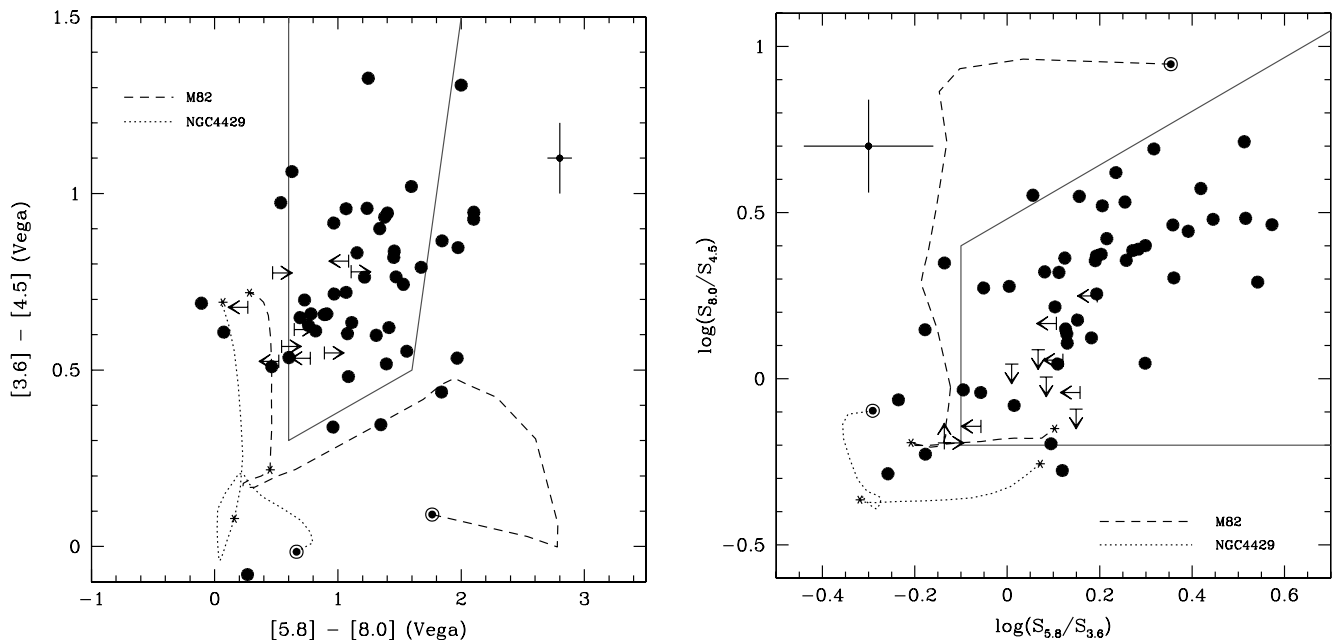 1.5
1
0.5
0
−1
0
1
2
3
[3.6] − [4.5] (Vega)
[5.8] − [8.0] (Vega)
M82
NGC4429
1
0.5
0
−0.5
−0.4
−0.2
0
0.2
0.4
0.6
log(S8.0/S4.5)
log(S5.8/S3.6)
M82
NGC4429